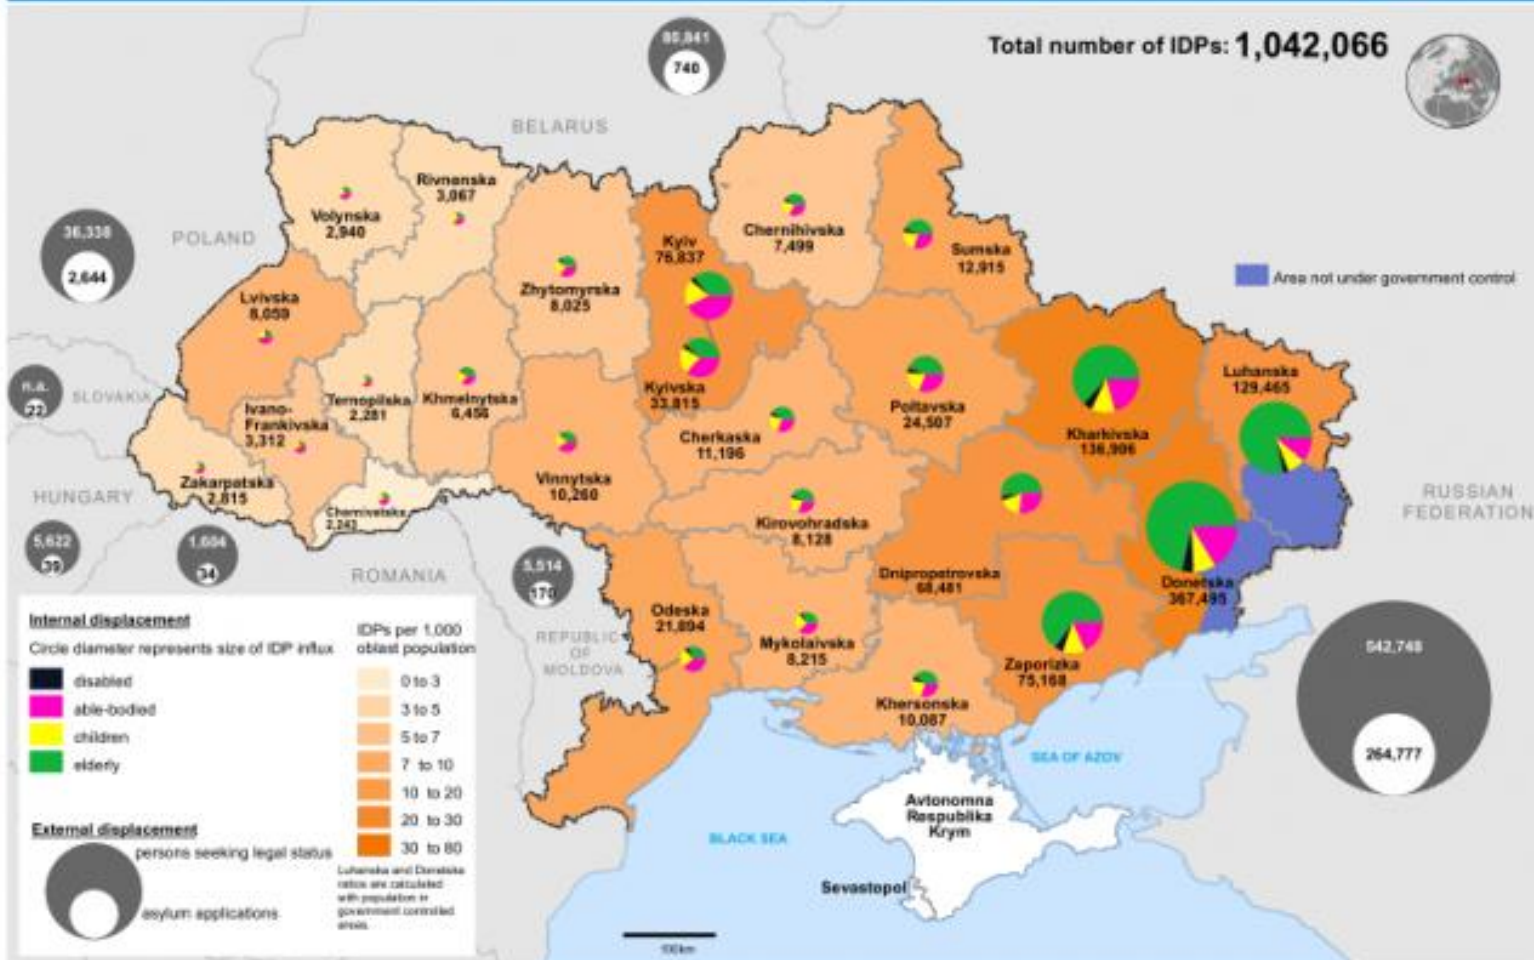 Total number of IDPs: 1,042,066
80,841
740
BELARUS
Rivnenska
3,067
Volynska
2,940
POLAND
36,338
2,644
Kyiv
76,837
Chernihivska
7,499
Sumska
12,915
Area not under government control
Lvivska
8,059
Zhytomyrska
8,025
n.a.
22
SLOVAKIA
Ternopilska
2,281
Khmelnytska
6,456
Kyivska
33,815
Poltavska
24,507
Luhanska
129,465
Ivano-
Frankivska
3,312
Cherkaska
11,196
Kharkivska
136,906
Zakarpatska
2,815
Vinnytska
10,260
HUNGARY
Chernivetska
2,242
Kirovohradska
8,128
RUSSIAN
FEDERATION
5,622
39
34
ROMANIA
5,514
170
Dnipropetrovska
68,481
Donetska
367,495
REPUBLIC
OF
MOLDOVA
Odeska
21,894
Mykolaivska
8,215
Zaporizka
75,168
Khersonska
10,087
542,748
264,777
SEA OF AZOV
BLACK SEA
Avtonomna
Respublika
Krym
Sevastopol
100km
Internal displacement
Circle diameter represents size of IDP influx
disabled
able-bodied
children
elderly
IDPs per 1,000
oblast population
0 to 3
3 to 5
5 to 7
7 to 10
10 to 20
20 to 30
30 to 80
External displacement
persons seeking legal status
asylum applications
Luhanska and Donetska
ratios are calculated
with population in
government controlled
areas.